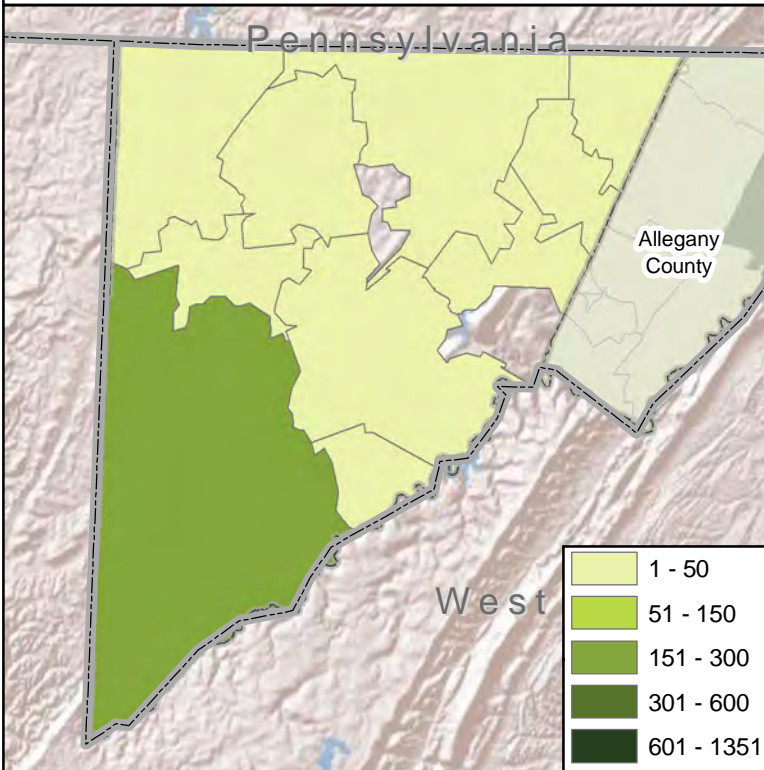 Pennsylvania
Allegany
County
West
1 - 50
51 - 150
151 - 300
301 - 600
601 - 1351